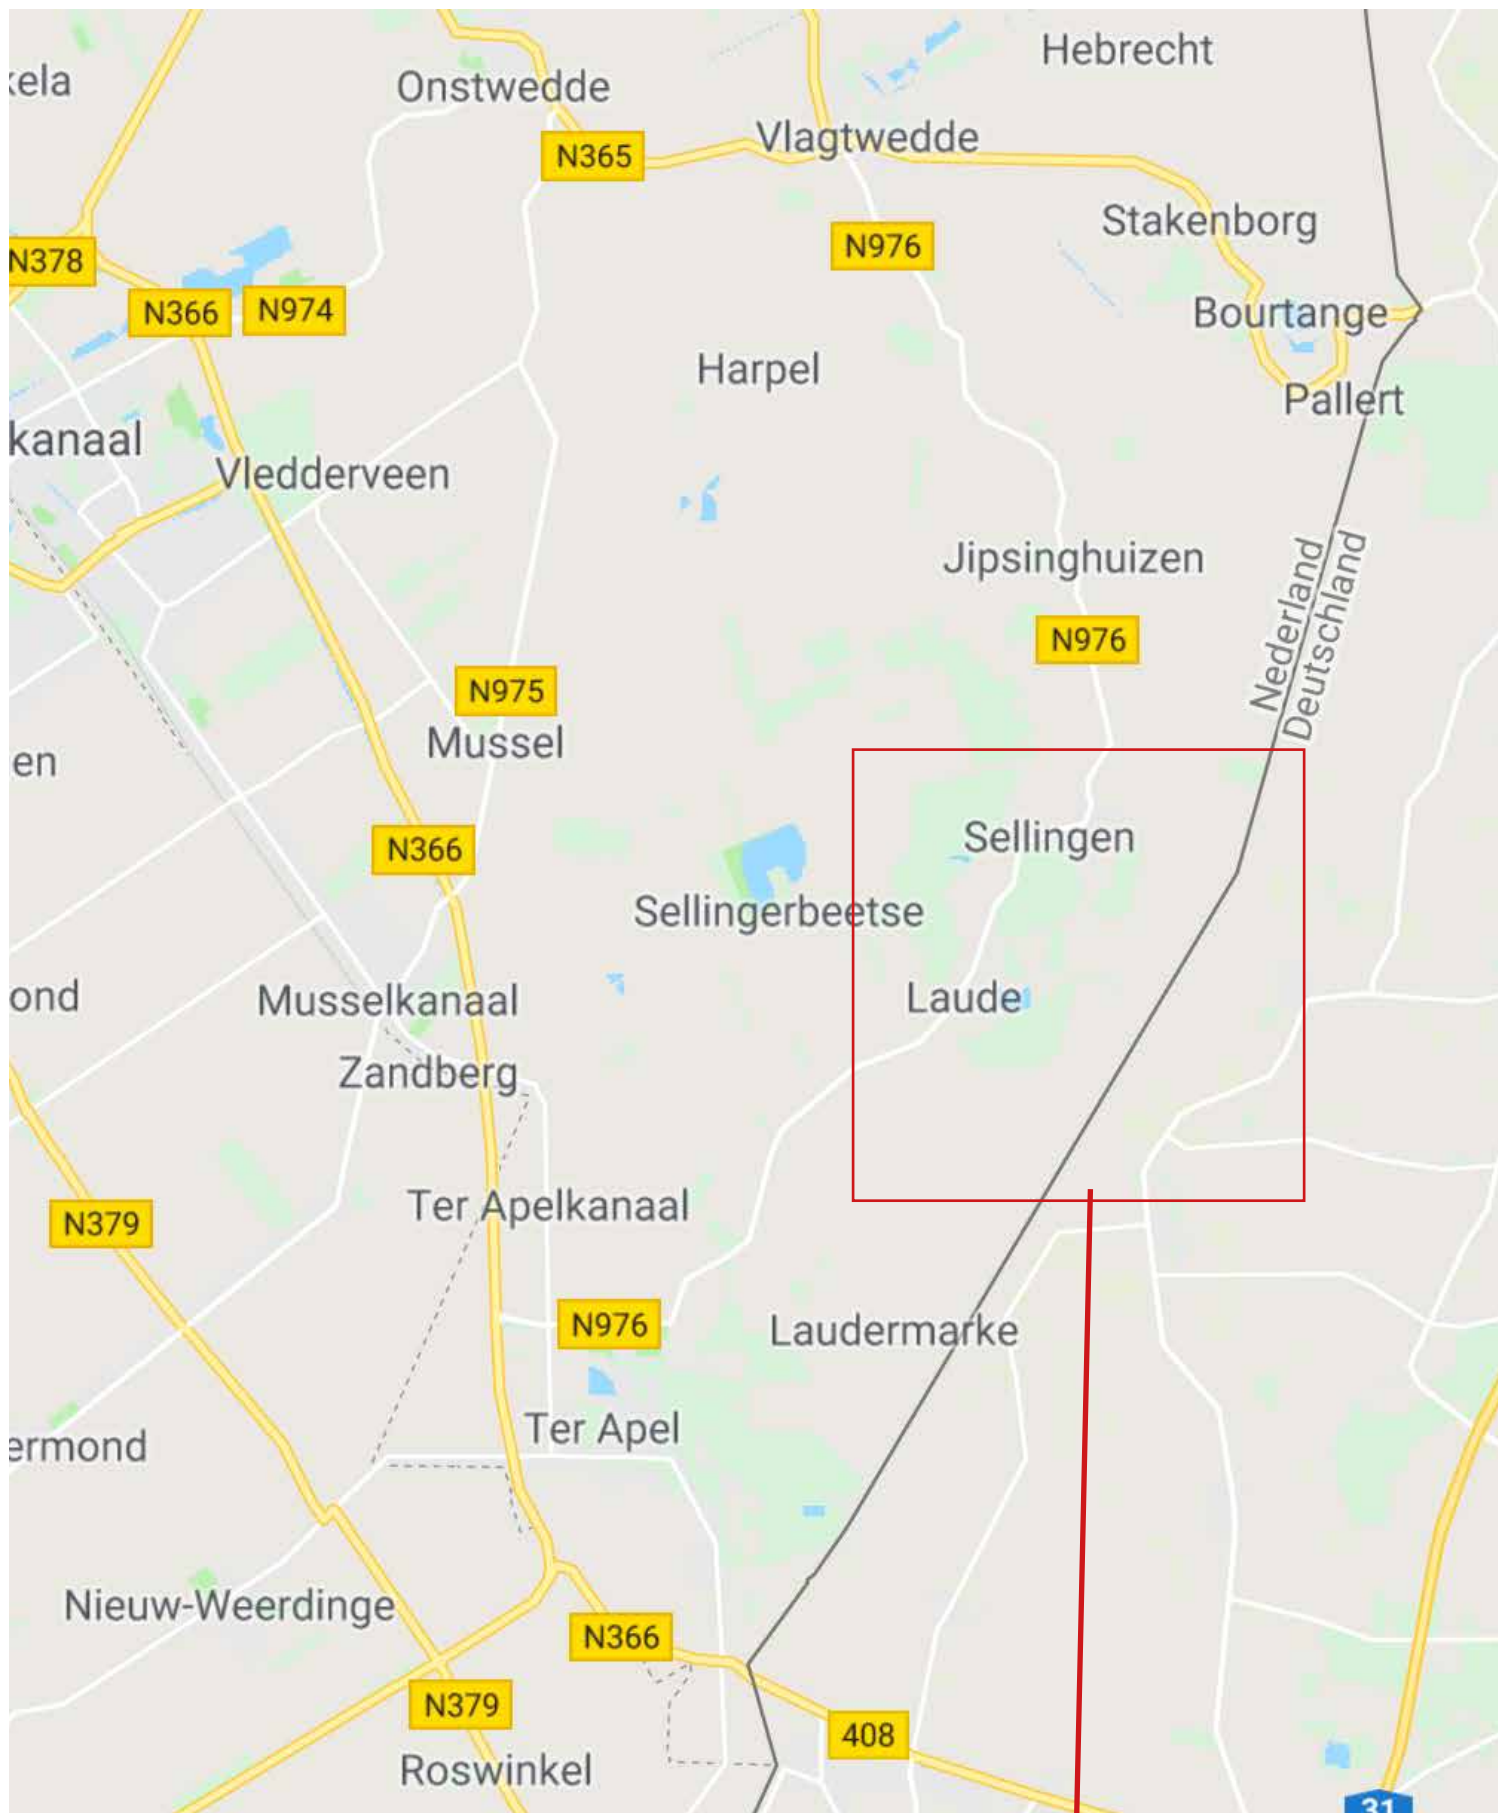 Hebrecht
kela
Onstwedde
Vlagtwedde
N365
Stakenborg
N976
N378
N366
N974
Bourtange
Harpel
Pallert
kanaal
Vledderveen
Jipsinghuizen
Nederland
Deutschland
N976
N975
Mussel
en
Sellingen
N366
Sellingerbeetse
ond
Musselkanaal
Laude
Zandberg
Ter Apelkanaal
N379
N976
Laudermarke
Ter Apel
ermond
Nieuw-Weerdinge
N366
N379
408
Roswinkel
31